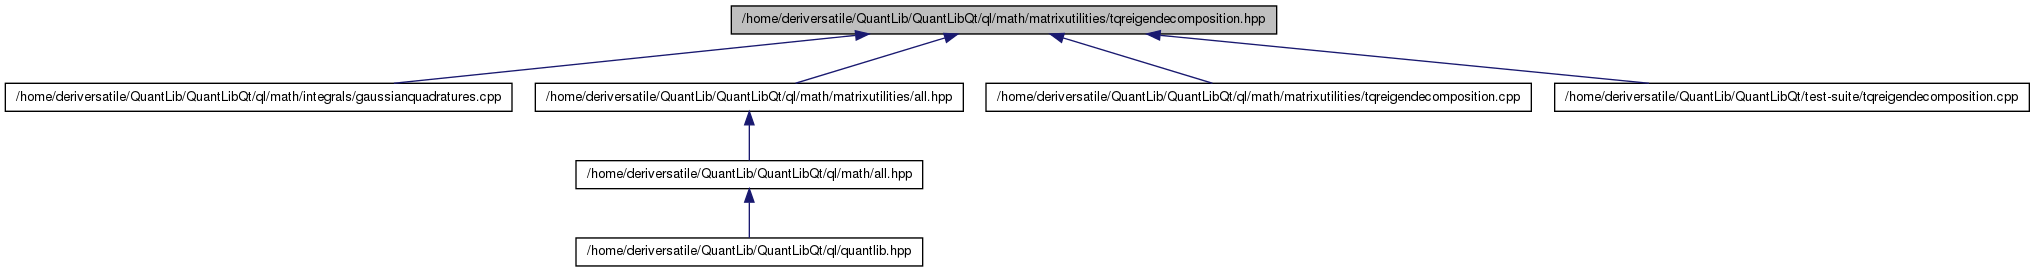 /home/deriversatile/QuantLib/QuantLibQt/ql/math/matrixutilities/tqreigendecomposition.hpp
/home/deriversatile/QuantLib/QuantLibQt/ql/math/integrals/gaussianquadratures.cpp
/home/deriversatile/QuantLib/QuantLibQt/ql/math/matrixutilities/all.hpp
/home/deriversatile/QuantLib/QuantLibQt/ql/math/matrixutilities/tqreigendecomposition.cpp
/home/deriversatile/QuantLib/QuantLibQt/test-suite/tqreigendecomposition.cpp
/home/deriversatile/QuantLib/QuantLibQt/ql/math/all.hpp
/home/deriversatile/QuantLib/QuantLibQt/ql/quantlib.hpp